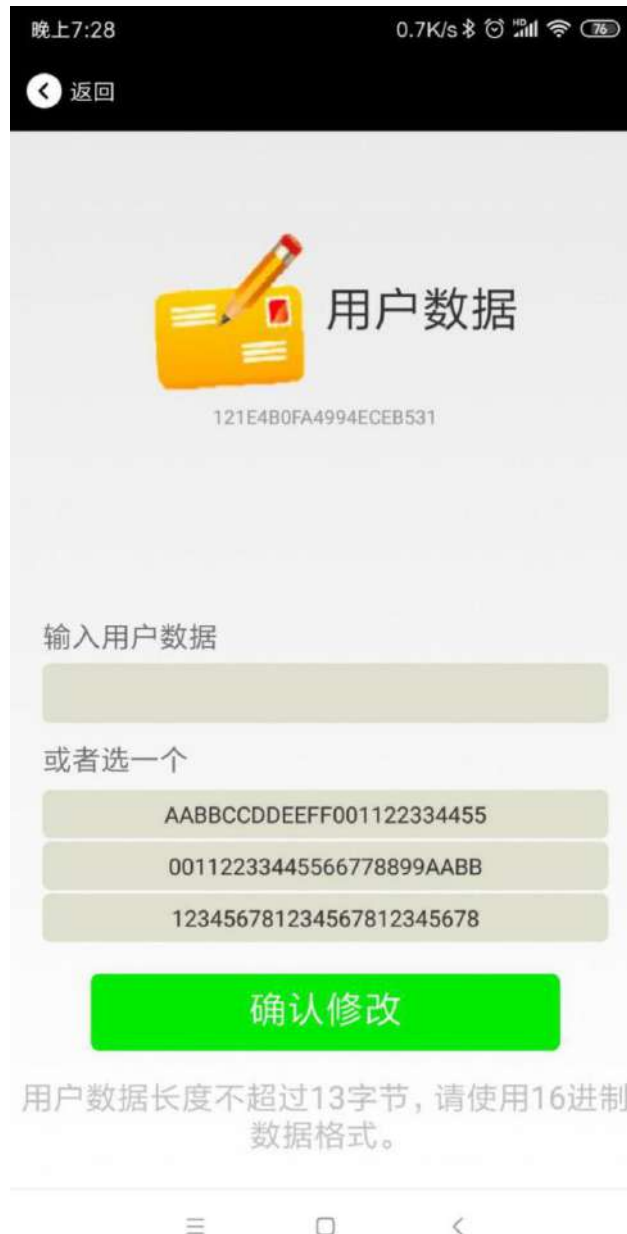 晚上7:28
0.7K/s HD 76
返回
用户数据
121E4B0FA4994ECEB531
输入用户数据
或者选一个
AABBCCDDEEFF001122334455
00112233445566778899AABB
123456781234567812345678
确认修改
用户数据长度不超过13字节，请使用16进制
数据格式。